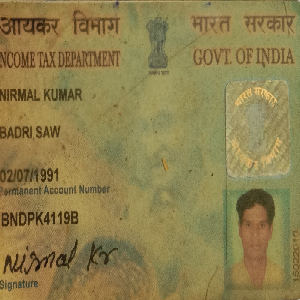 आयकर विभाग भारत सरकार
NCOME TAX DEPARTMENT GOVT. OF INDIA
NIRMAL KUMAR
BADRI SAW
02/07/1991
Permanent Account Number
BNDPK4119B
Nirmal Kr
Signature
भारत सरकार